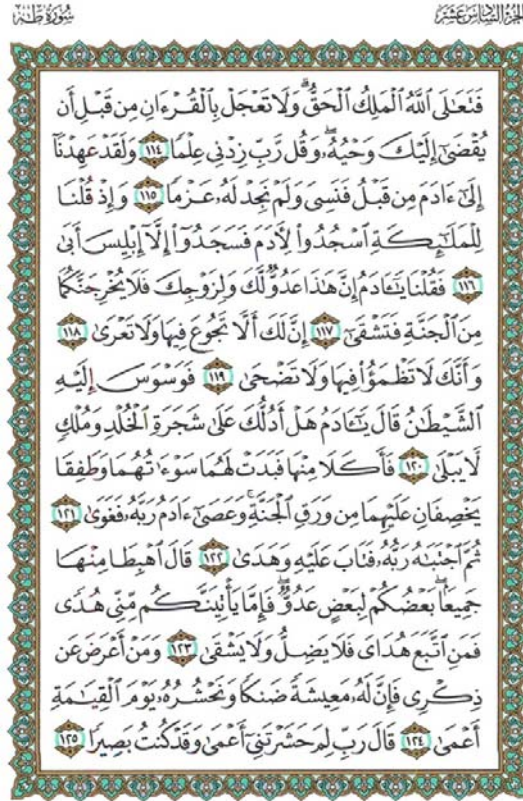 سُورَةُ طه
الجزء السادس عشر
فَتَعَٰلَى ٱللَّهُ ٱلۡمَلِكُ ٱلۡحَقُّۗ وَلَا تَعۡجَلۡ بِٱلۡقُرۡءَانِ مِن قَبۡلِ أَن
يُقۡضَىٰٓ إِلَيۡكَ وَحۡيُهُۥۖ وَقُل رَّبِّ زِدۡنِي عِلۡمٗا ١١٤ وَلَقَدۡ عَهِدۡنَآ
إِلَىٰٓ ءَادَمَ مِن قَبۡلُ فَنَسِيَ وَلَمۡ نَجِدۡ لَهُۥ عَزۡمٗا ١١٥ وَإِذۡ قُلۡنَا
لِلۡمَلَٰٓئِكَةِ ٱسۡجُدُواْ لِأٓدَمَ فَسَجَدُوٓاْ إِلَّآ إِبۡلِيسَ أَبَىٰ
١١٦ فَقُلۡنَا يَٰٓـَٔادَمُ إِنَّ هَٰذَا عَدُوّٞ لَّكَ وَلِزَوۡجِكَ فَلَا يُخۡرِجَنَّكُمَا
مِنَ ٱلۡجَنَّةِ فَتَشۡقَىٰٓ ١١٧ إِنَّ لَكَ أَلَّا تَجُوعَ فِيهَا وَلَا تَعۡرَىٰ ١١٨
وَأَنَّكَ لَا تَظۡمَؤُاْ فِيهَا وَلَا تَضۡحَىٰ ١١٩ فَوَسۡوَسَ إِلَيۡهِ
ٱلشَّيۡطَٰنُ قَالَ يَٰٓـَٔادَمُ هَلۡ أَدُلُّكَ عَلَىٰ شَجَرَةِ ٱلۡخُلۡدِ وَمُلۡكٖ
لَّا يَبۡلَىٰ ١٢٠ فَأَكَلَا مِنۡهَا فَبَدَتۡ لَهُمَا سَوۡءَٰتُهُمَا وَطَفِقَا
يَخۡصِفَانِ عَلَيۡهِمَا مِن وَرَقِ ٱلۡجَنَّةِۚ وَعَصَىٰٓ ءَادَمُ رَبَّهُۥ فَغَوَىٰ ١٢١
ثُمَّ ٱجۡتَبَٰهُ رَبُّهُۥ فَتَابَ عَلَيۡهِ وَهَدَىٰ ١٢٢ قَالَ ٱهۡبِطَا مِنۡهَا
جَمِيعَۢاۖ بَعۡضُكُمۡ لِبَعۡضٍ عَدُوّٞۖ فَإِمَّا يَأۡتِيَنَّكُم مِّنِّي هُدٗى
فَمَنِ ٱتَّبَعَ هُدَايَ فَلَا يَضِلُّ وَلَا يَشۡقَىٰ ١٢٣ وَمَنۡ أَعۡرَضَ عَن
ذِكۡرِي فَإِنَّ لَهُۥ مَعِيشَةٗ ضَنكٗا وَنَحۡشُرُهُۥ يَوۡمَ ٱلۡقِيَٰمَةِ
أَعۡمَىٰ ١٢٤ قَالَ رَبِّ لِمَ حَشَرۡتَنِيٓ أَعۡمَىٰ وَقَدۡ كُنتُ بَصِيرٗا ١٢٥